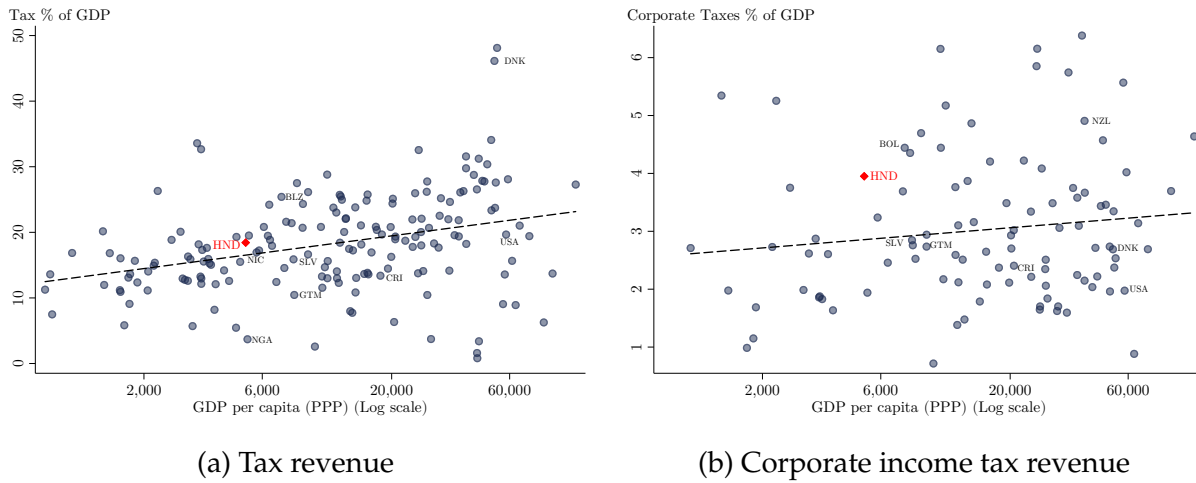 Tax % of GDP
50
40
30
20
10
0
DNK
BLZ
HND
NIC
SLV
USA
CRI
GTM
NGA
2,000
6,000
20,000
60,000
GDP per capita (PPP) (Log scale)
(a) Tax revenue
Corporate Taxes % of GDP
6
5
4
3
2
1
NZL
BOL
HND
SLV
GTM
DNK
CRI
USA
2,000
6,000
20,000
60,000
GDP per capita (PPP) (Log scale)
(b) Corporate income tax revenue